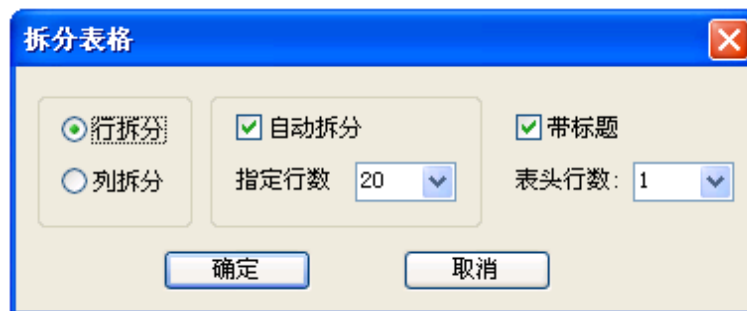 拆分表格
行拆分
自动拆分
带标题
列拆分
指定行数 20
表头行数: 1
确定
取消